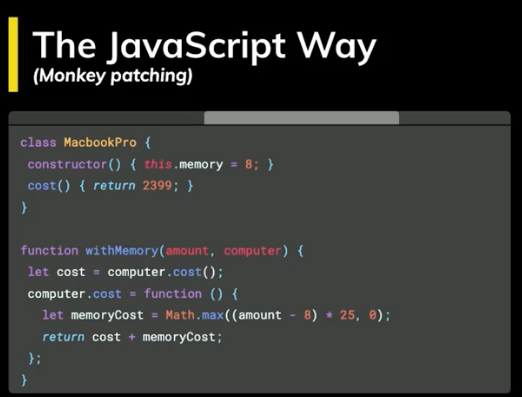 The JavaScript Way
(Monkey patching)
class MacbookPro {
constructor() { this.memory = 8; }
cost() { return 2399; }
}
function withMemory(amount, computer) {
let cost = computer.cost();
computer.cost = function () {
let memoryCost = Math.max((amount - 8) * 25, 0);
return cost + memoryCost;
};
}